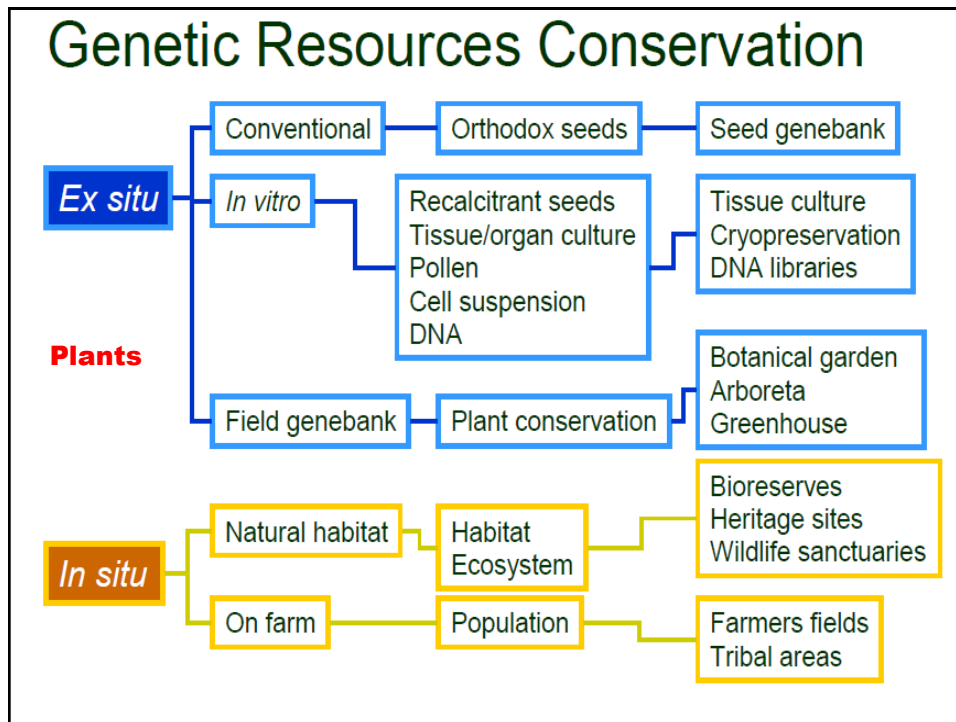 Genetic Resources Conservation
Ex situ
Conventional
Orthodox seeds
Seed genebank
In vitro
Recalcitrant seeds
Tissue/organ culture
Pollen
Cell suspension
DNA
Tissue culture
Cryopreservation
DNA libraries
Plants
Field genebank
Plant conservation
Botanical garden
Arboreta
Greenhouse
In situ
Natural habitat
Habitat
Ecosystem
Bioreserves
Heritage sites
Wildlife sanctuaries
On farm
Population
Farmers fields
Tribal areas